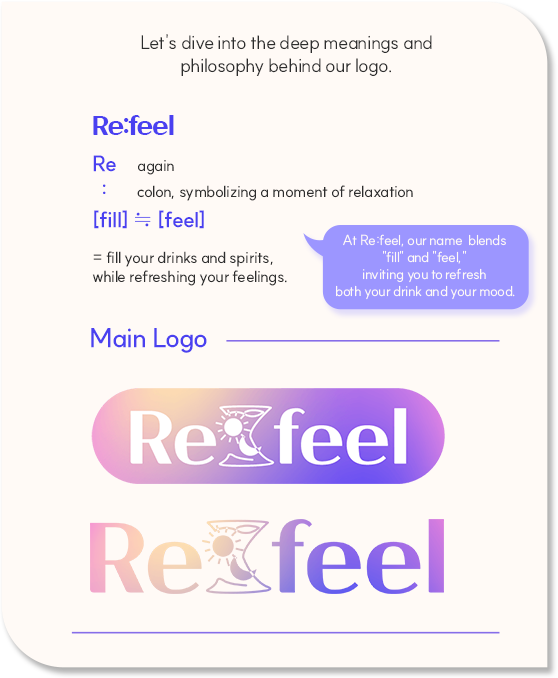 Let's dive into the deep meanings and
philosophy behind our logo.
Re:feel
Re again
: colon, symbolizing a moment of relaxation
[fill] ≒ [feel]
= fill your drinks and spirits,
while refreshing your feelings.
At Re:feel, our name blends
"fill" and "feel,"
inviting you to refresh
both your drink and your mood.
Main Logo
Re feel
Re feel